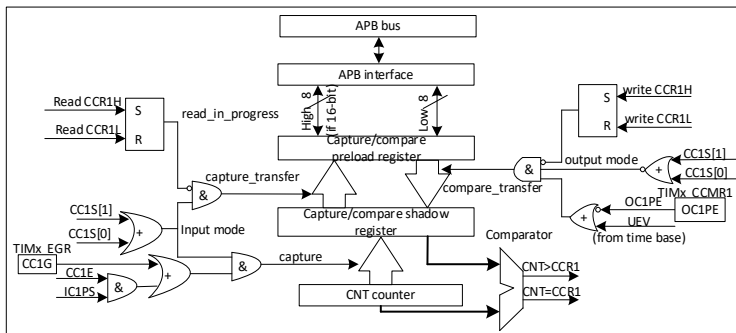 APB bus
APB interface
High 8
(if 16-bit)
Low 8
Read CCR1H
Read CCR1L
S
R
read_in_progress
write CCR1H
write CCR1L
S
R
Capture/compare
preload register
output mode
CC1S[1]
CC1S[0]
&
capture_transfer
&
compare_transfer
+
TIMx_CCMR1
OC1PE
OC1PE
UEV
+
(from time base)
CC1S[1]
CC1S[0]
+
Input mode
Capture/compare shadow
register
TIMx_EGR
CC1G
CC1E
IC1PS
&
+
&
capture
Comparator
CNT>CCR1
CNT=CCR1
CNT counter